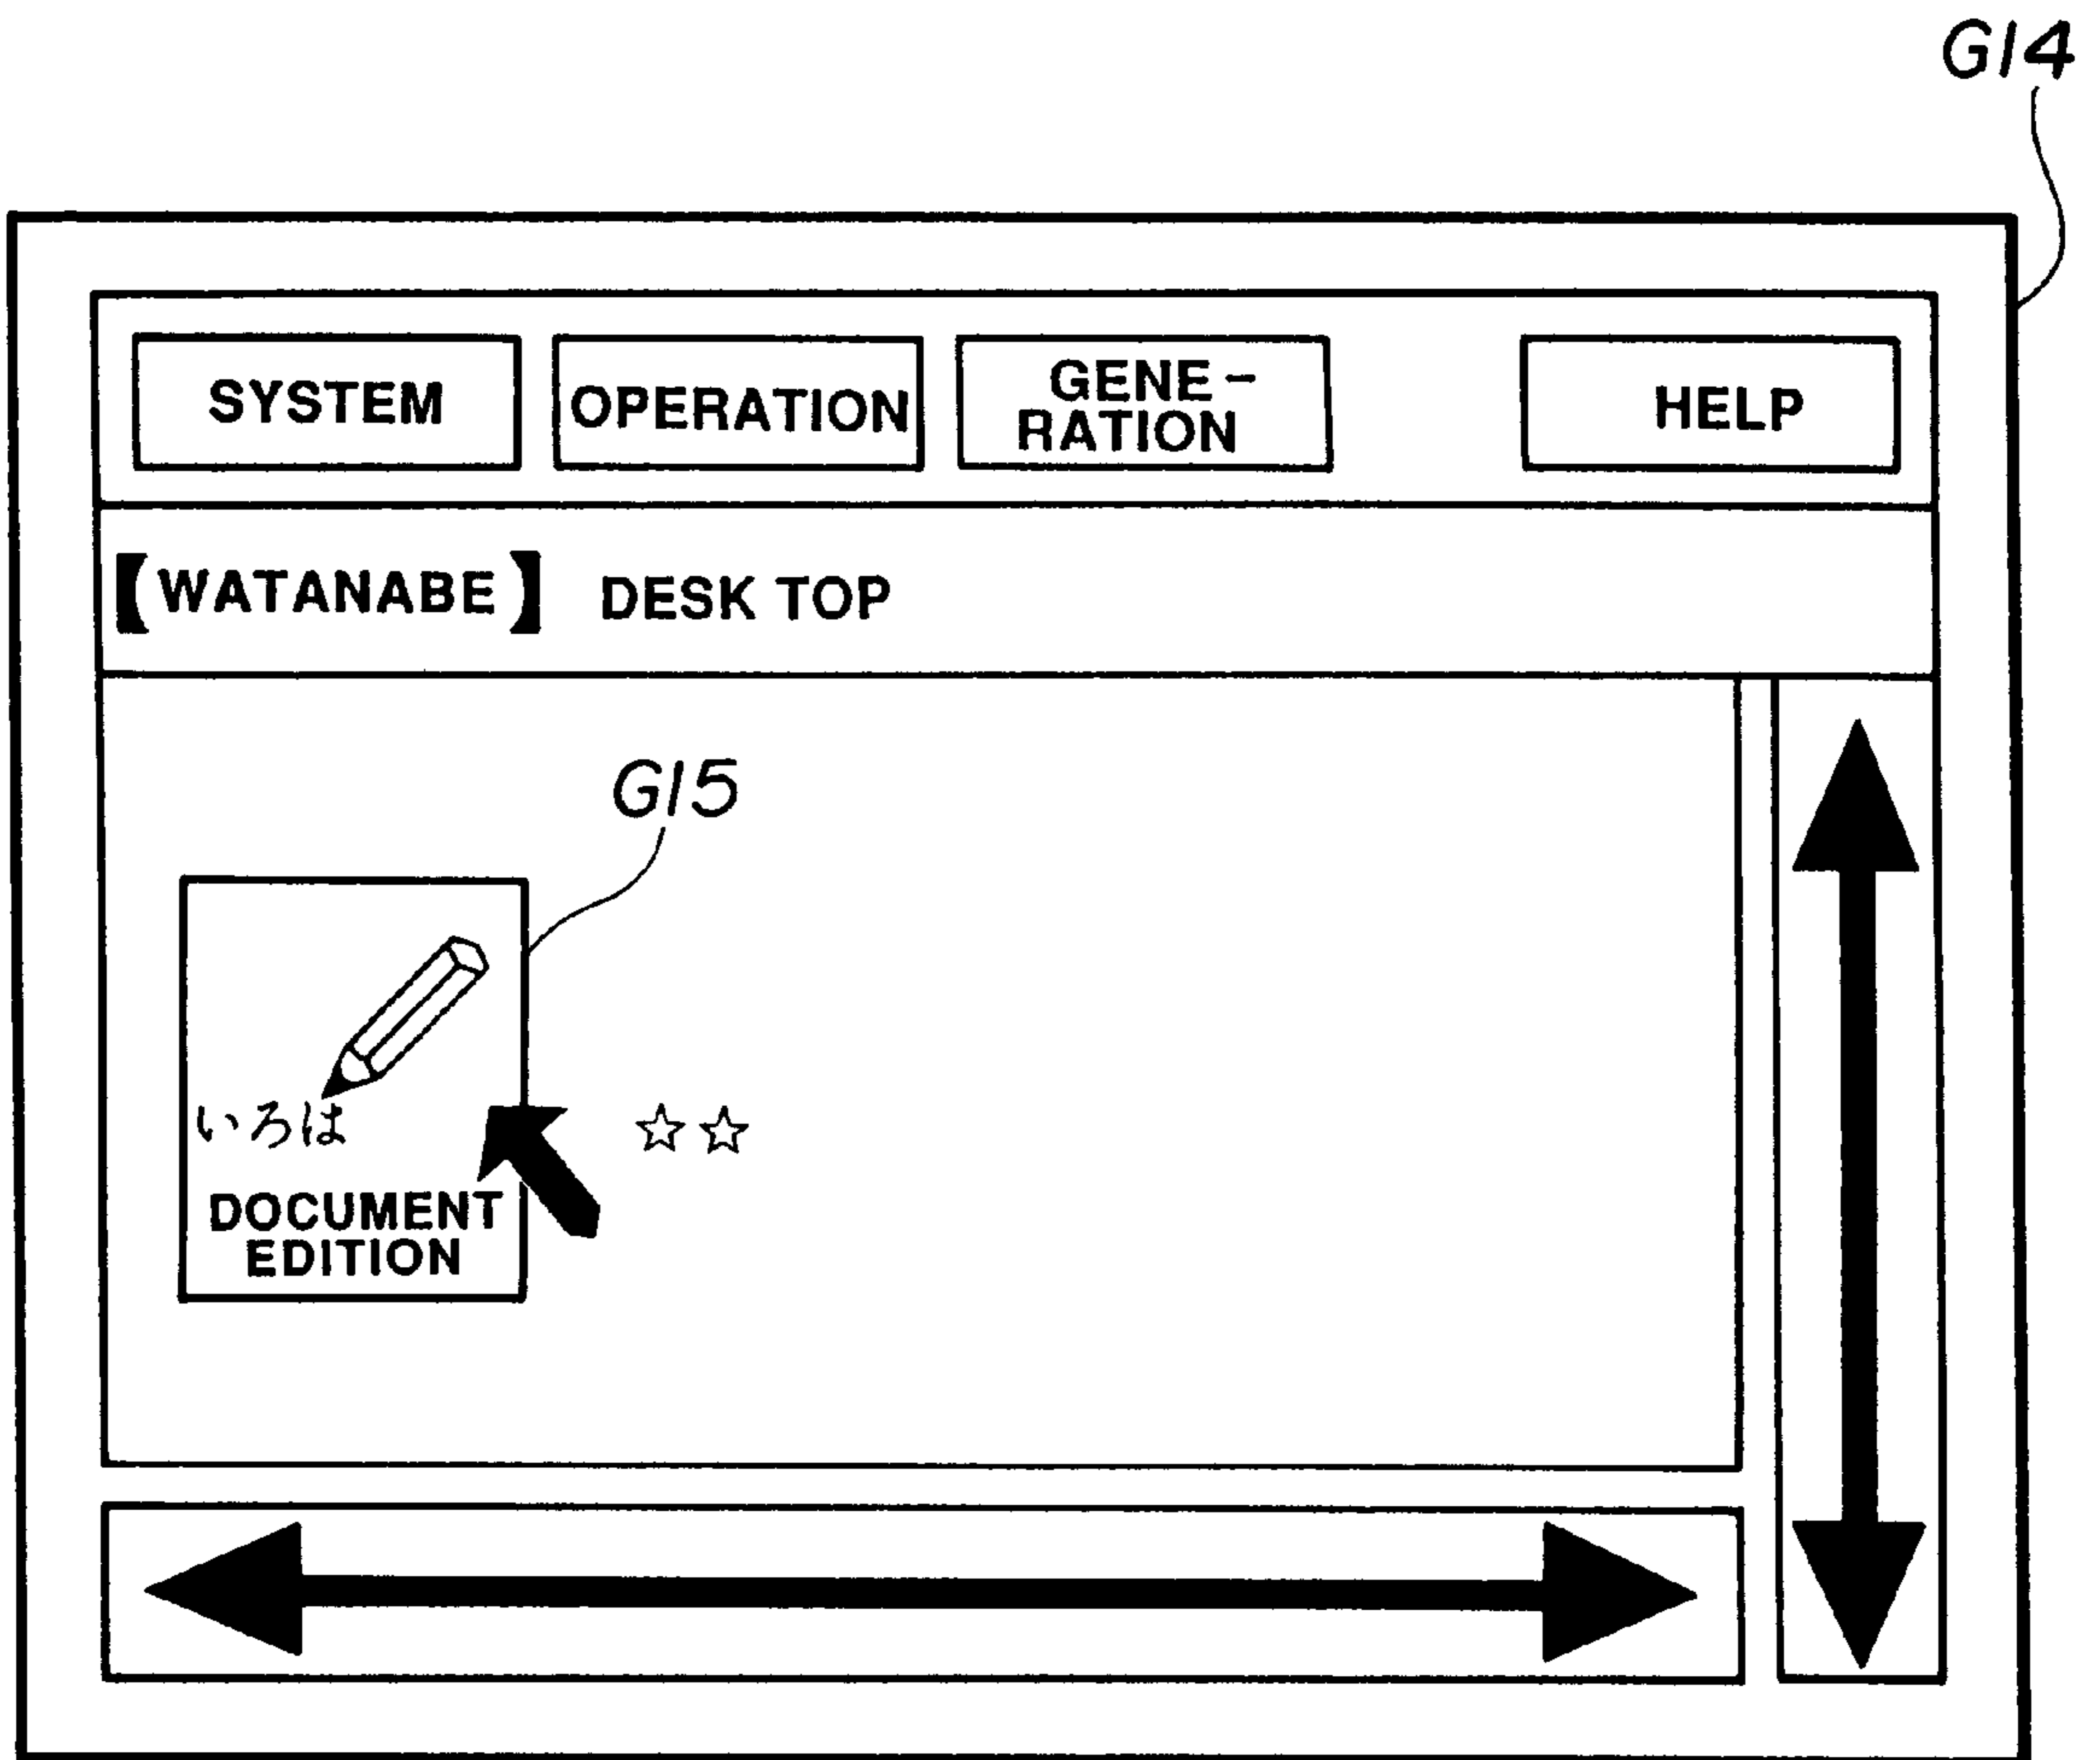 G14
SYSTEM
OPERATION
GENE-
RATION
HELP
【WATANABE】 DESK TOP
G15
いろは
☆☆
DOCUMENT
EDITION